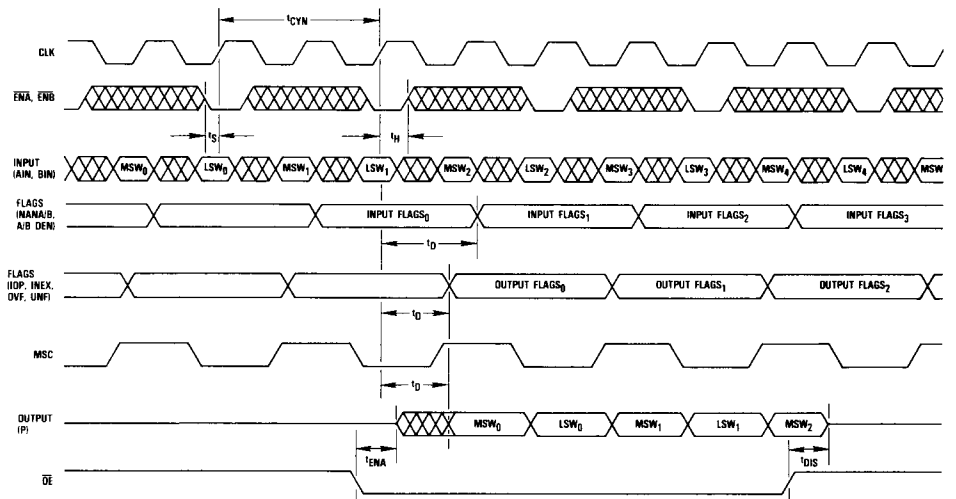 tCYN
CLK
ENA, ENB
tS
tH
INPUT
(AIN, BIN)
MSW0 LSW0 MSW1 LSW1 MSW2 LSW2 MSW3 LSW3 MSW4 LSW4 MSW
FLAGS
(NANA/B,
A/B DEN)
INPUT FLAGS0 INPUT FLAGS1 INPUT FLAGS2 INPUT FLAGS3
tD
FLAGS
(IOP, INEX,
OVF, UNF)
OUTPUT FLAGS0 OUTPUT FLAGS1 OUTPUT FLAGS2
tD
MSC
tD
OUTPUT
(P)
MSW0 LSW0 MSW1 LSW1 MSW2
tENA
tDIS
OE